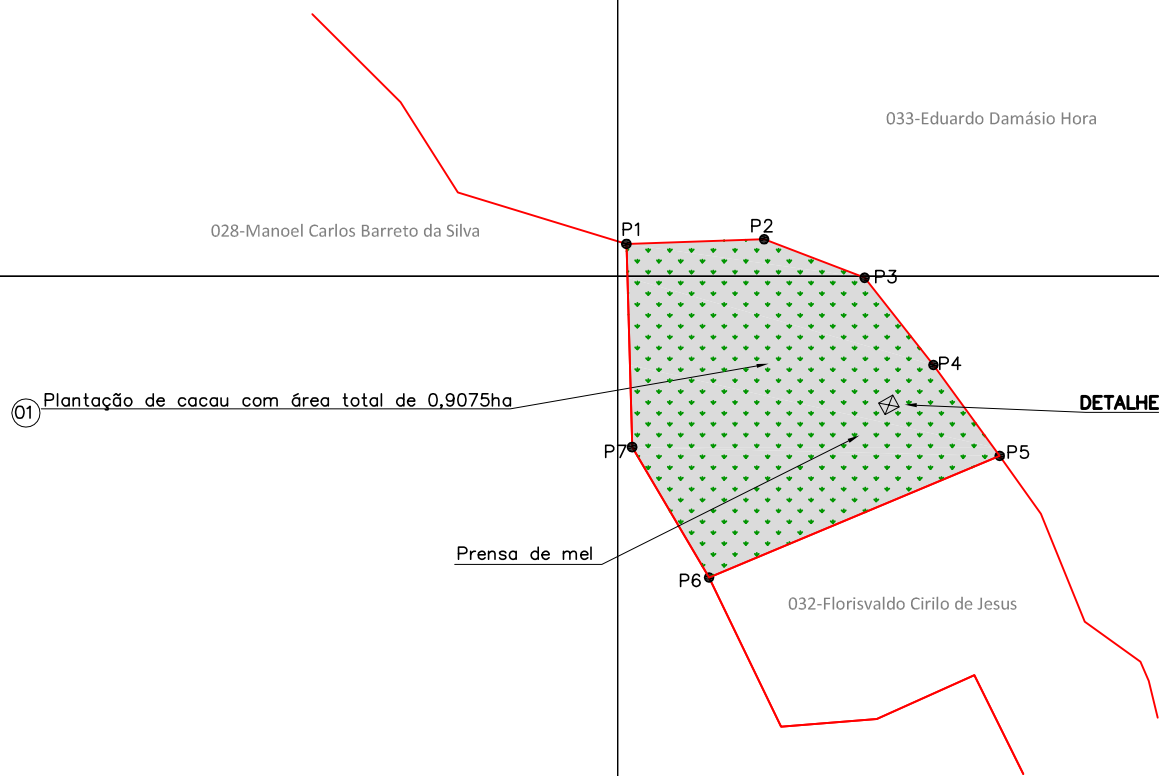 033-Eduardo Damásio Hora
028-Manoel Carlos Barreto da Silva
P1
P2
P3
P4
01 Plantação de cacau com área total de 0,9075ha
DETALHE
P7
P5
Prensa de mel
P6
032-Florisvaldo Cirilo de Jesus